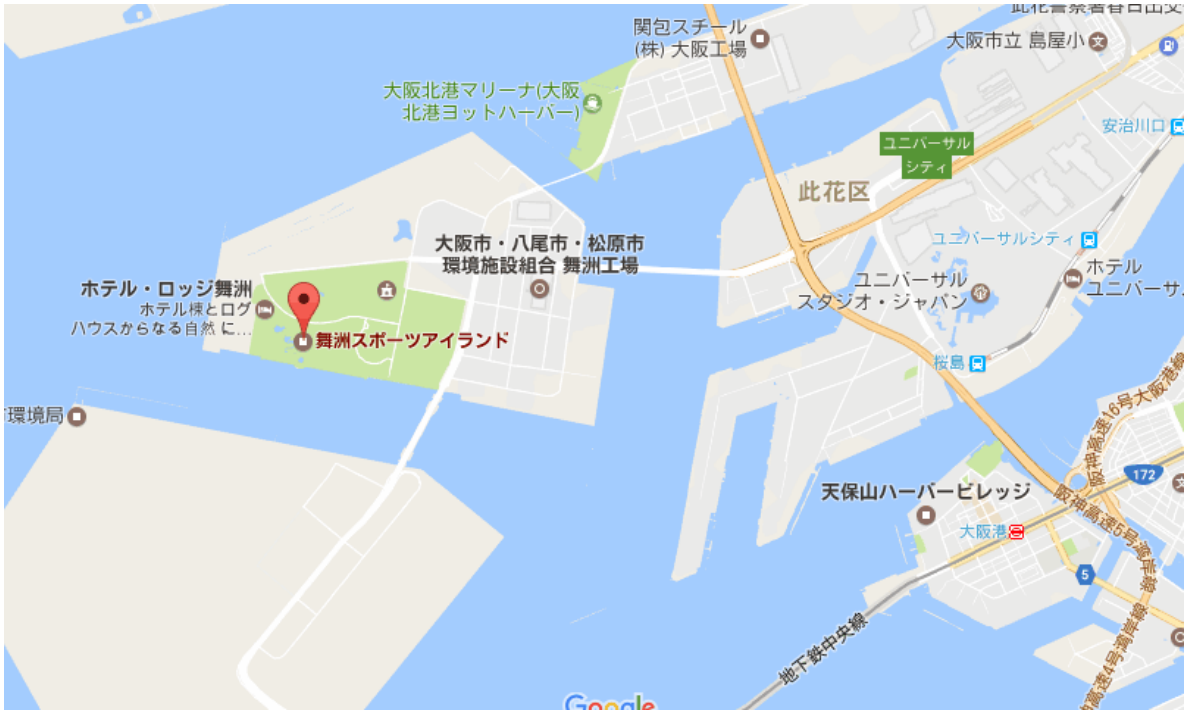 此花警察署春日出交
関包スチール
(株) 大阪工場
大阪市立 島屋小
大阪北港マリーナ(大阪
北港ヨットハーバー)
安治川口
ユニバーサル
シティ
此花区
大阪市・八尾市・松原市
環境施設組合 舞洲工場
ユニバーサルシティ
ホテル
ユニバーサ
ユニバーサル
スタジオ・ジャパン
ホテル・ロッジ舞洲
ホテル棟とログ
ハウスからなる自然 に...
舞洲スポーツアイランド
桜島
環境局
阪神高速16号大阪港線
172
天保山ハーバービレッジ
阪神高速5号湾岸線
大阪港
5
地下鉄中央線
阪神高速4号湾岸線
Google